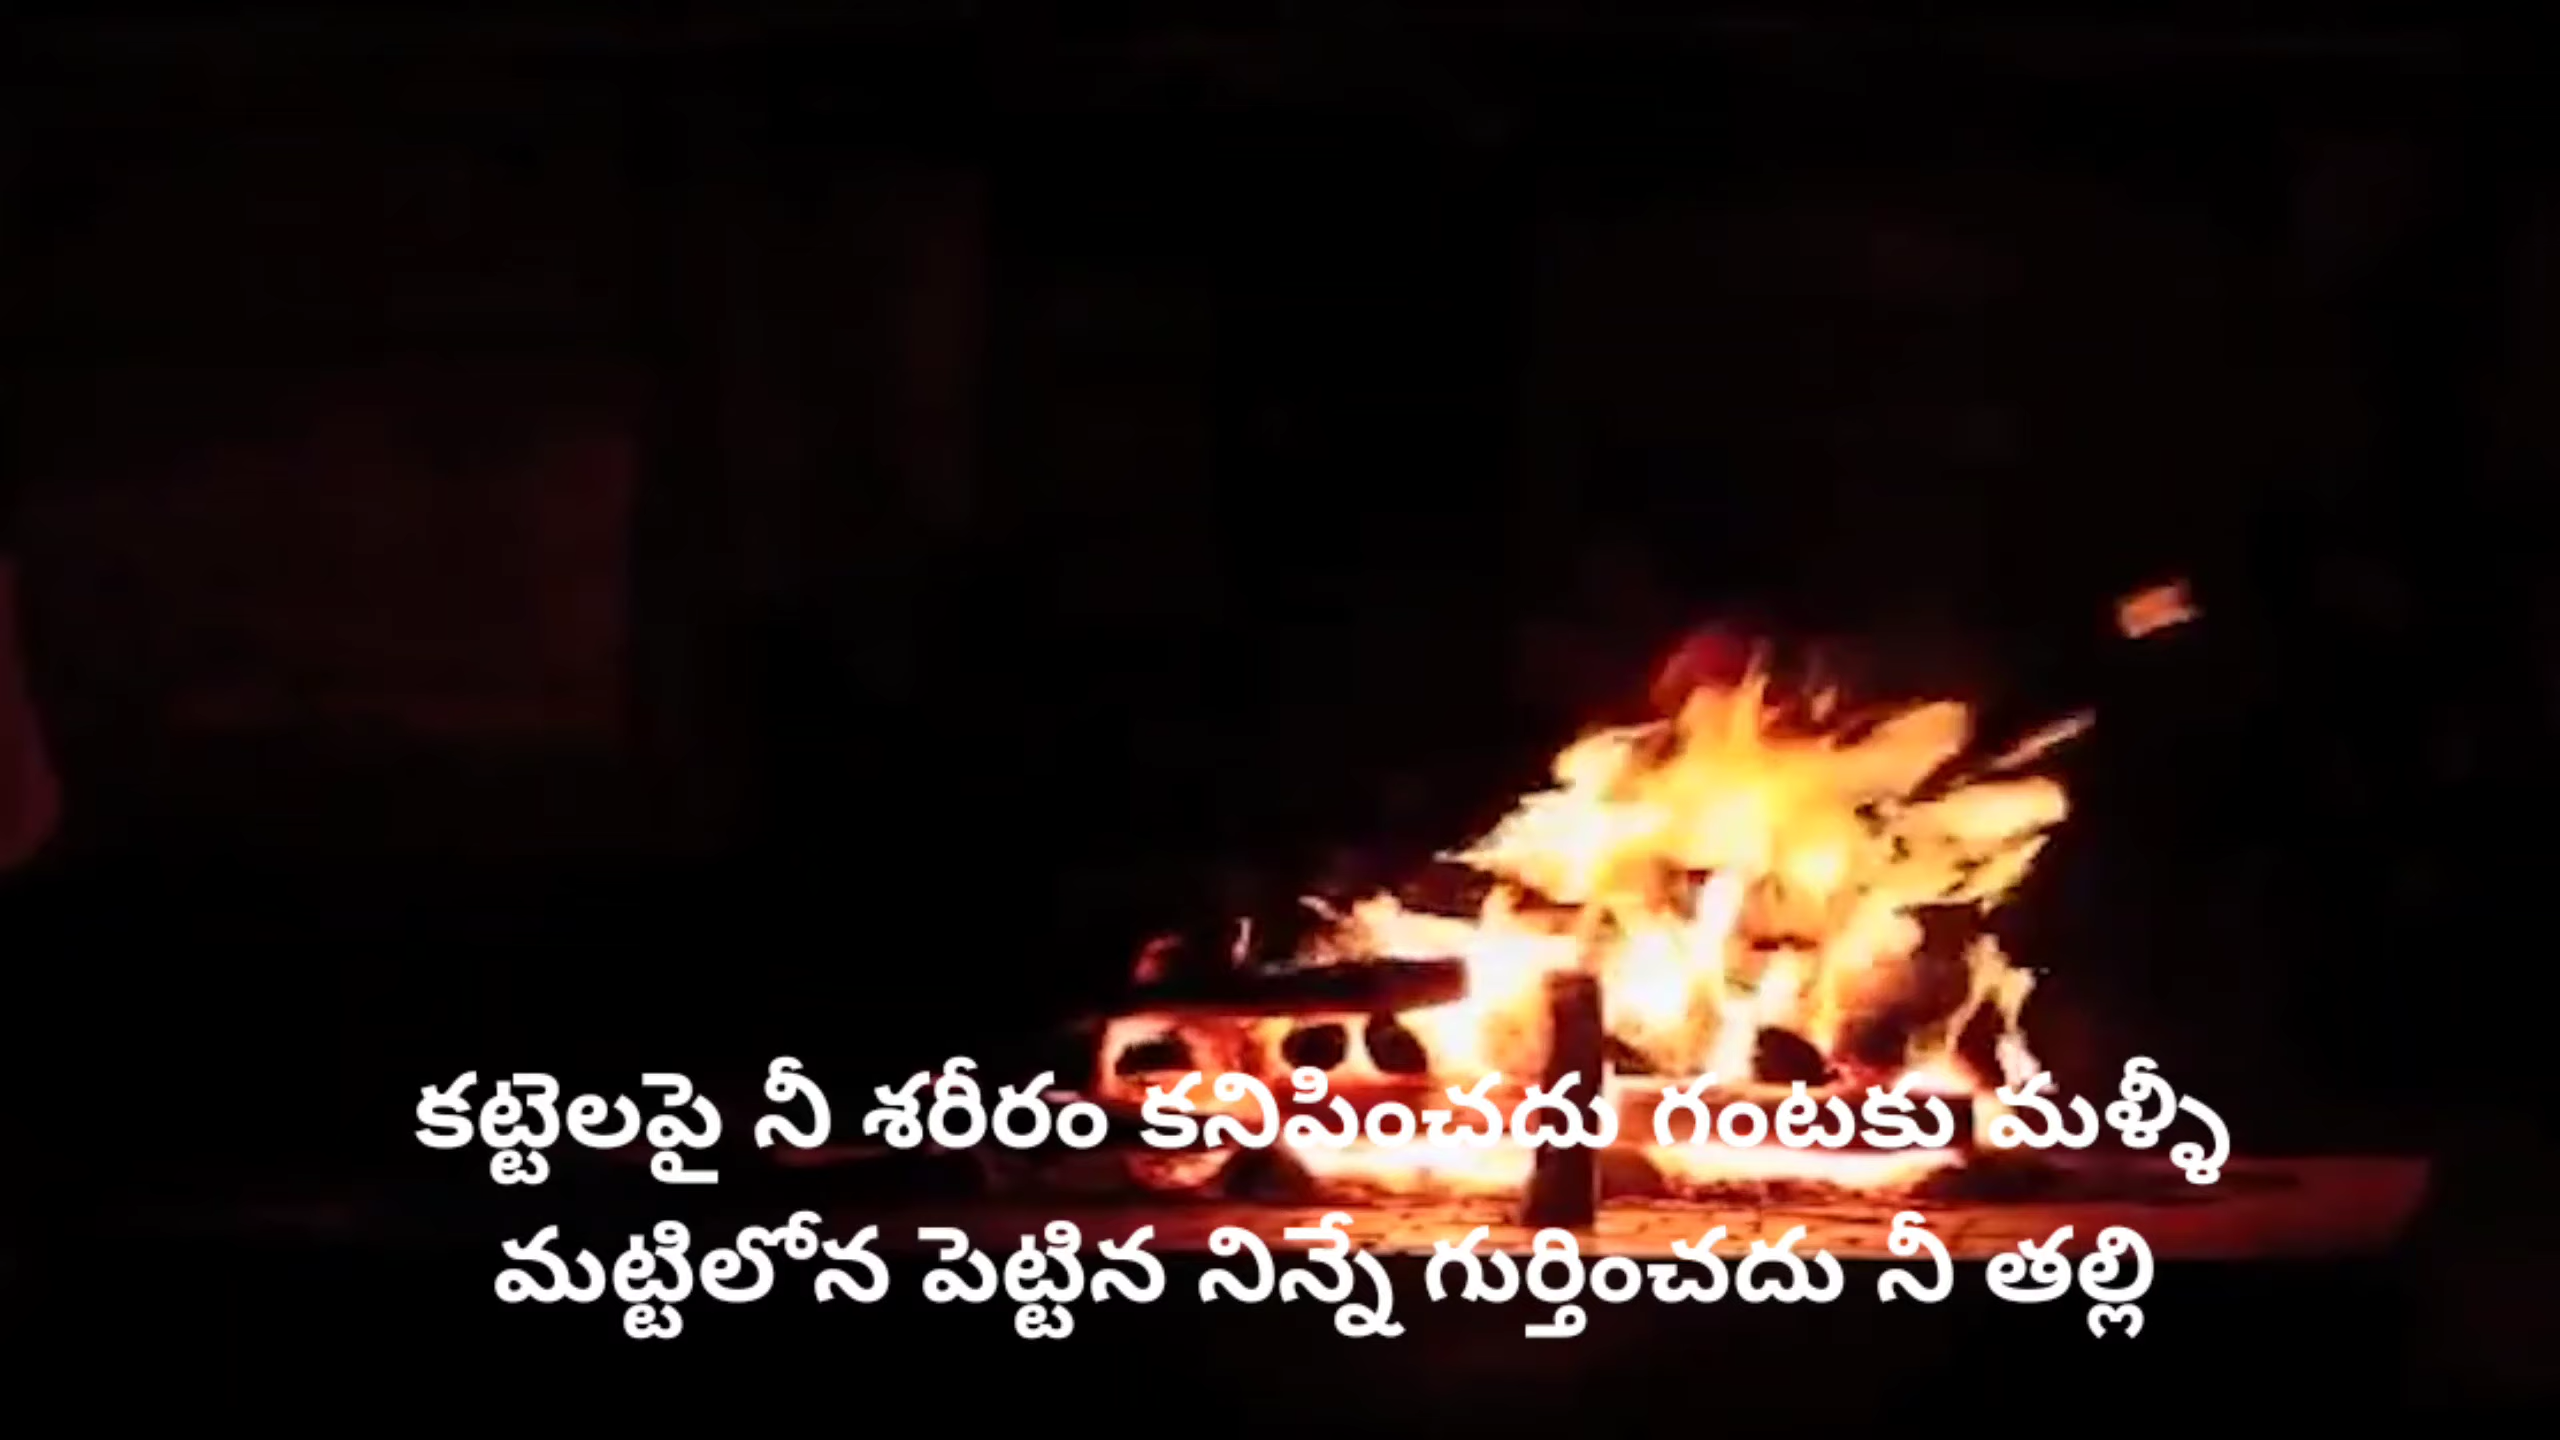 కట్టెలపై నీ శరీరం కనిపించదు గంటకు మళ్ళీ
మట్టిలోన పెట్టిన నిన్నే గుర్తించదు నీ తల్లి